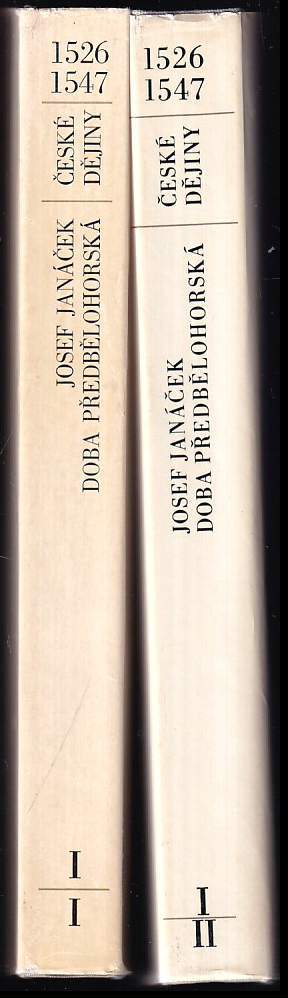 1526
1547
ČESKÉ
DĚJINY
JOSEF JANÁČEK
DOBA PŘEDBĚLOHORSKÁ
I
I
1526
1547
ČESKÉ
DĚJINY
JOSEF JANÁČEK
DOBA PŘEDBĚLOHORSKÁ
I
II